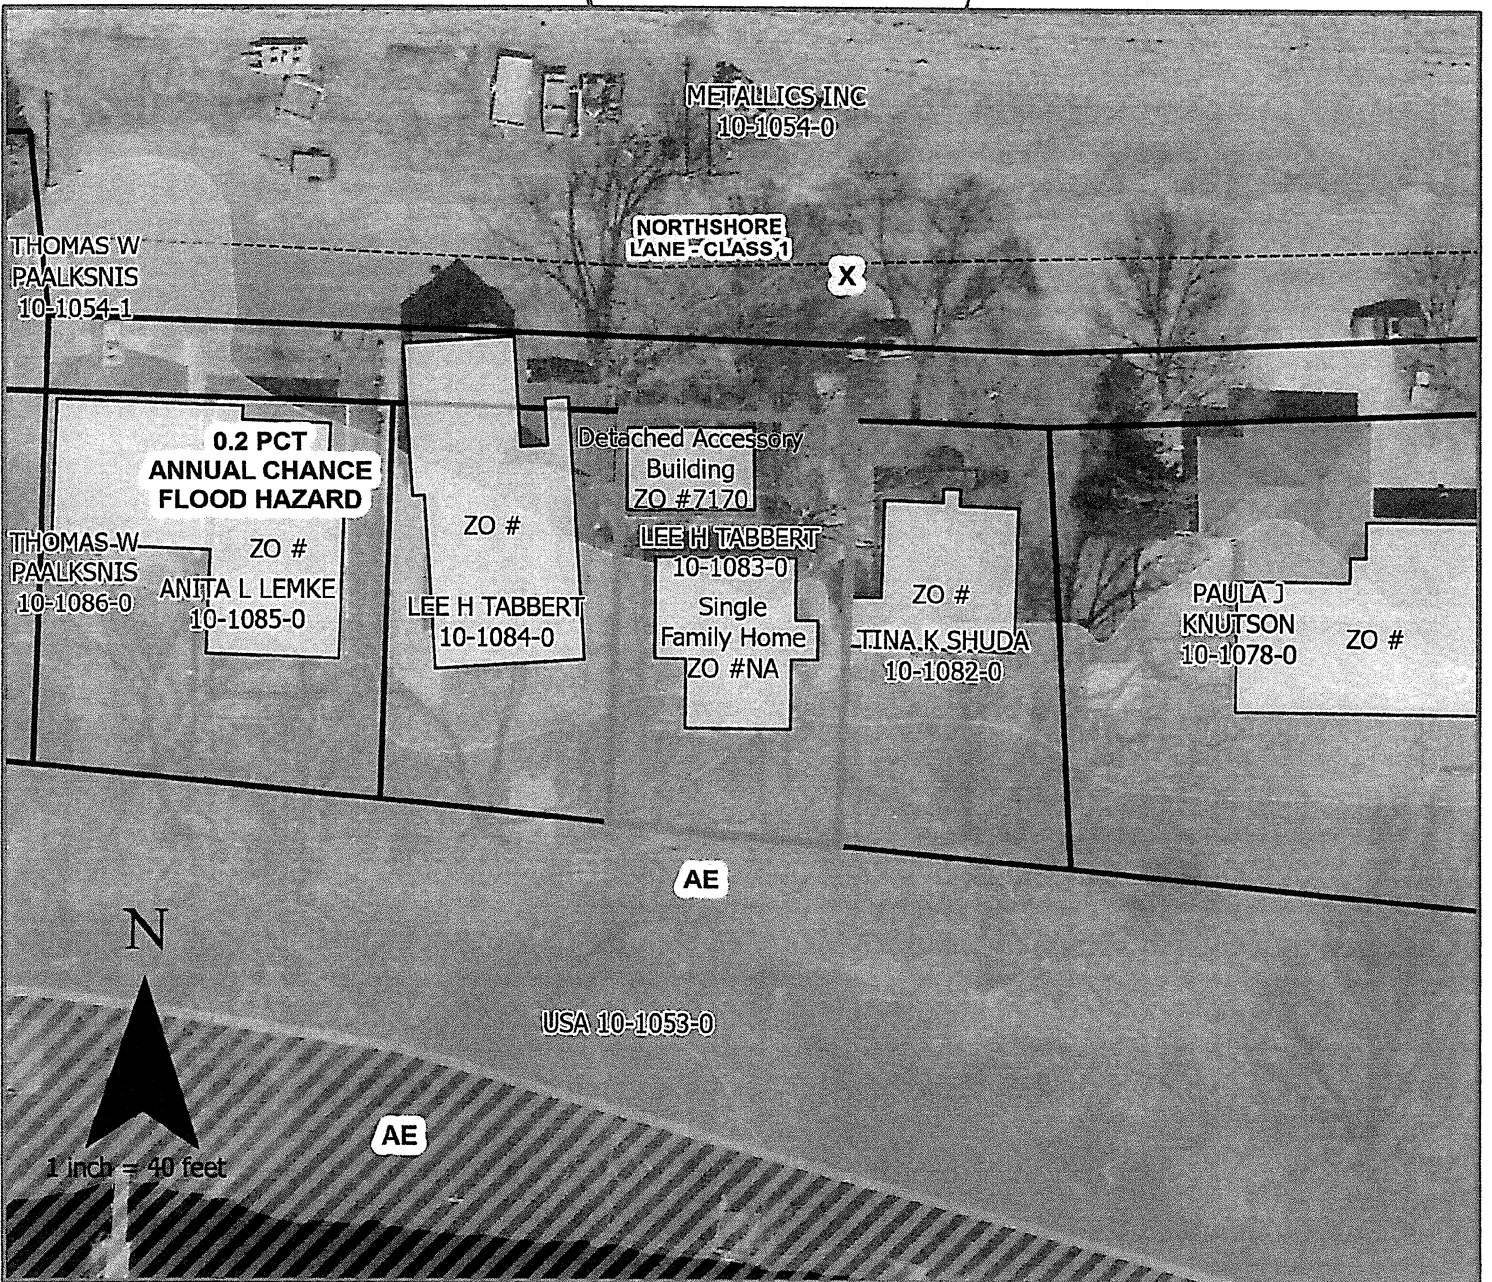 METALLICS INC
10-1054-0
NORTHSHORE
LANE - CLASS 1
X
THOMAS W
PAALKSNIS
10-1054-1
0.2 PCT
ANNUAL CHANCE
FLOOD HAZARD
THOMAS W
PAALKSNIS
10-1086-0
ZO #
ANITA L LEMKE
10-1085-0
ZO #
LEE H TABBERT
10-1084-0
Detached Accessory
Building
ZO #7170
LEE H TABBERT
10-1083-0
Single
Family Home
ZO #NA
ZO #
TINA K SHUDA
10-1082-0
PAULA J
KNUTSON
10-1078-0
ZO #
AE
N
USA 10-1053-0
AE
1 inch = 40 feet